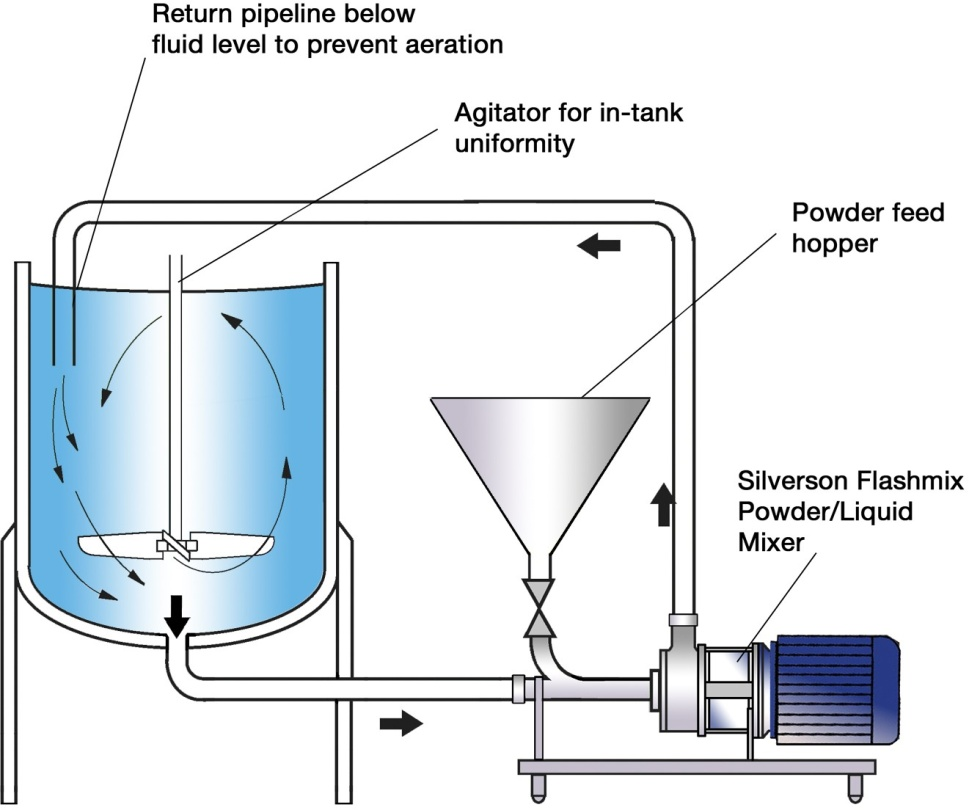 Return pipeline below
fluid level to prevent aeration
Agitator for in-tank
uniformity
Powder feed
hopper
Silverson Flashmix
Powder/Liquid
Mixer